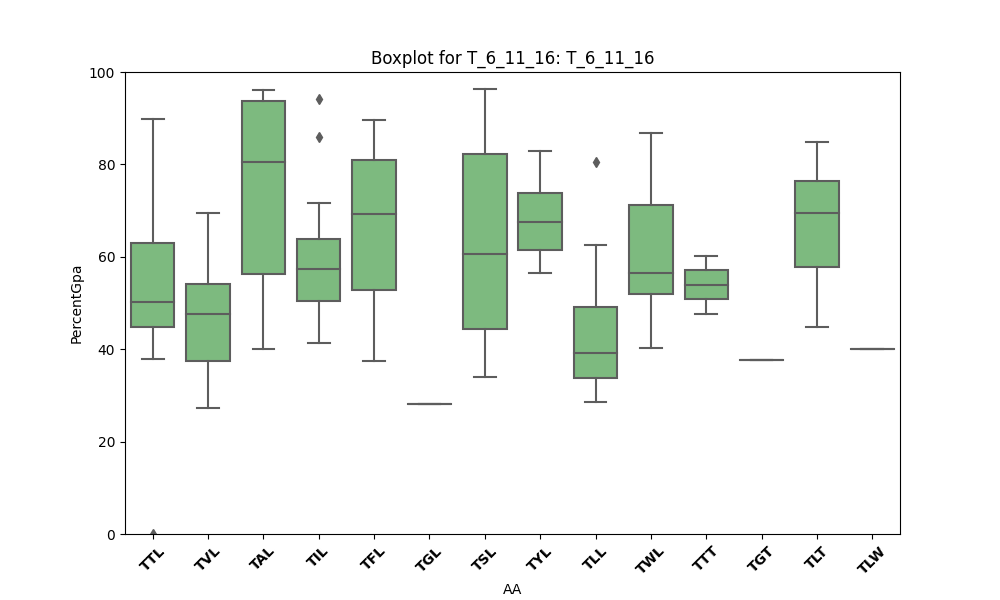 Boxplot for T_6_11_16: T_6_11_16
100
80
60
40
20
0
PercentGpa
TTL TVL TAL TIL TFL TGL TSL TYL TLL TWL TTT TGT TLT TLW
AA